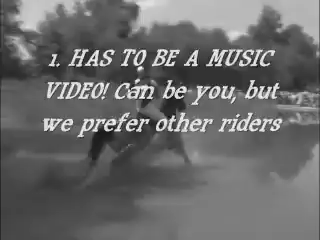 1. HAS TO BE A MUSIC
VIDEO! Can be you, but
we prefer other riders